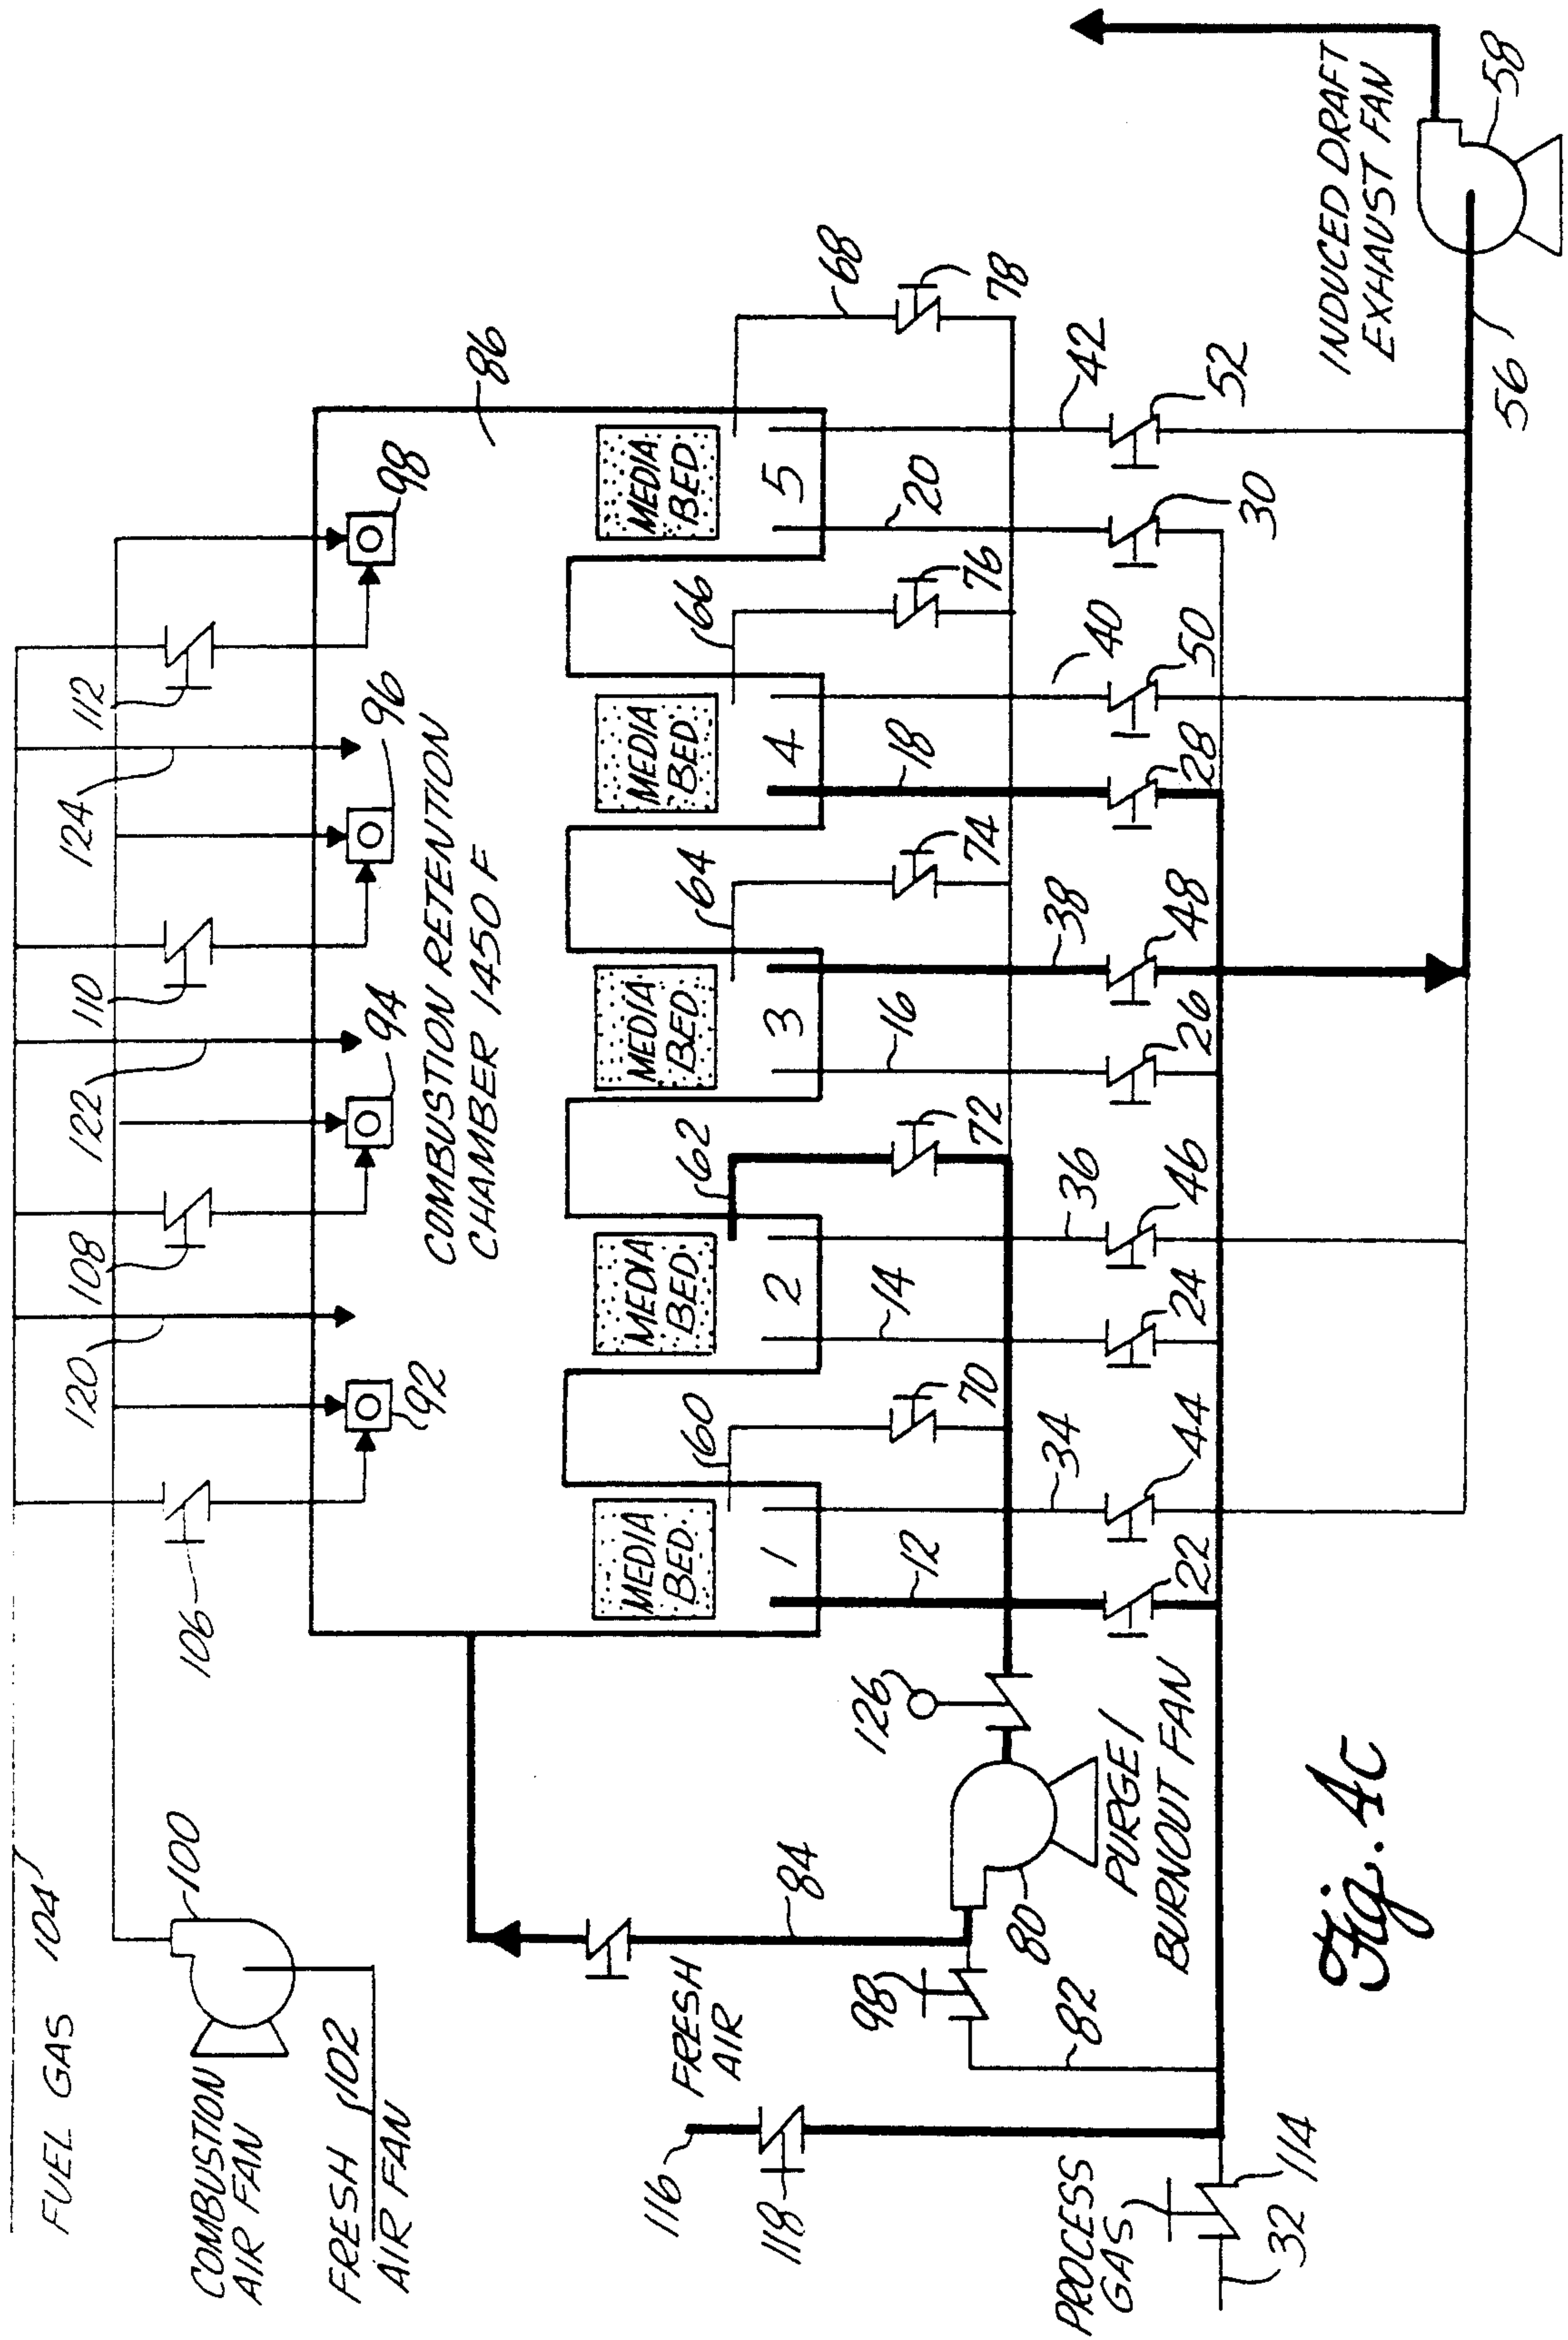 FUEL GAS 104
COMBUSTION
AIR FAN
100
FRESH 102
AIR FAN
106
120
108
122
110
124
112
92
94
96
98
COMBUSTION RETENTION
CHAMBER 1450 F
86
MEDIA
BED
1
MEDIA
BED
2
MEDIA
BED
3
MEDIA
BED
4
MEDIA
BED
5
60
62
64
66
68
70
72
74
76
78
116
118
FRESH
AIR
84
98
82
80
126
PURGE/
BURNOUT FAN
12
34
14
36
16
38
18
40
20
42
22
44
24
46
26
48
28
50
30
52
PROCESS
GAS
32
114
INDUCED DRAFT
EXHAUST FAN
58
56
Fig. 4c